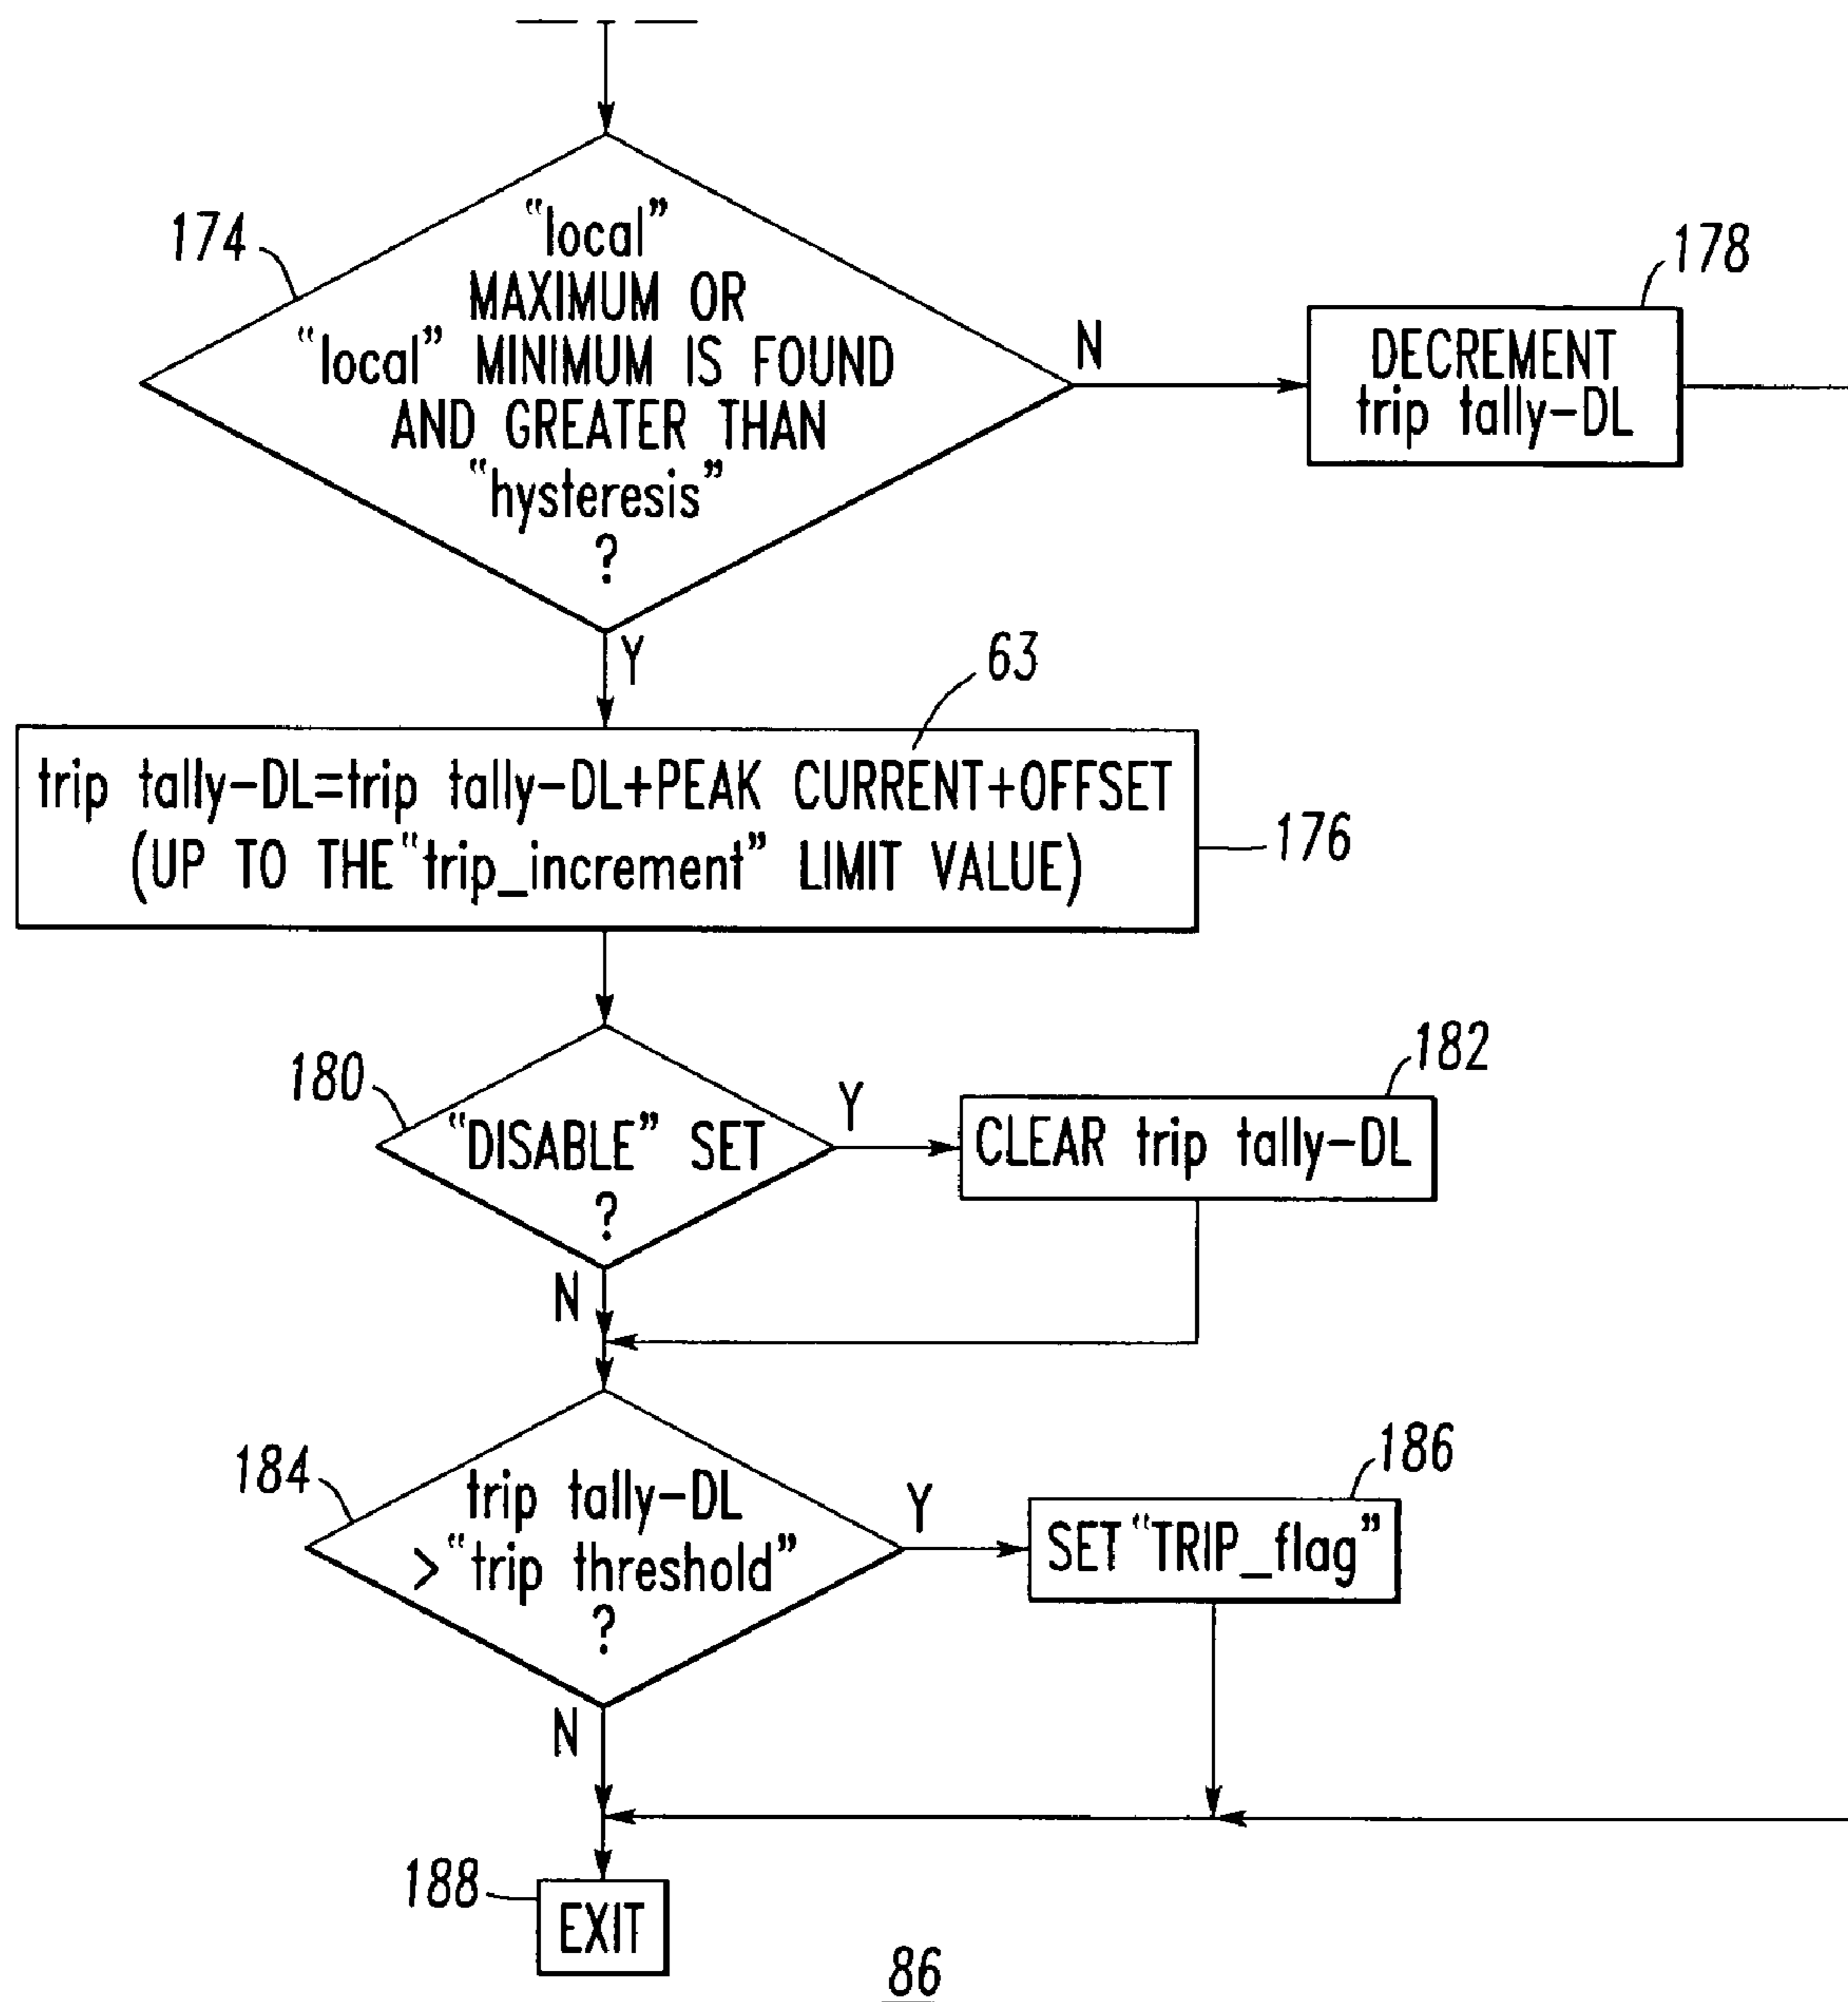 174
“local”
MAXIMUM OR
“local” MINIMUM IS FOUND
AND GREATER THAN
“hysteresis”
?
N
178
DECREMENT
trip tally-DL
Y
63
trip tally-DL=trip tally-DL+PEAK CURRENT+OFFSET
(UP TO THE “trip_increment” LIMIT VALUE)
176
180
“DISABLE” SET
?
Y
182
CLEAR trip tally-DL
N
184
trip tally-DL
> “trip threshold”
?
Y
186
SET “TRIP_flag”
N
188
EXIT
86